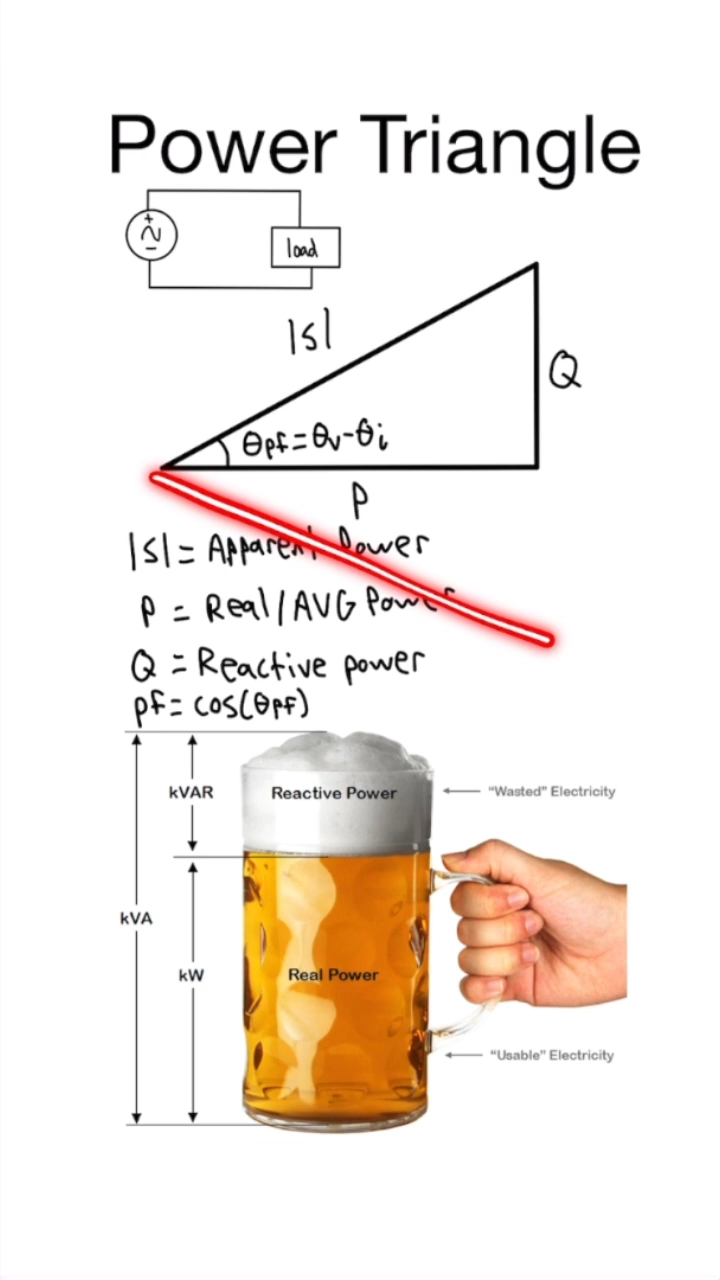 Power Triangle
load
|S|
Q
θpf=θv-θi
P
|S| = Apparent Power
P = Real/AVG Power
Q = Reactive power
pf = cos(θpf)
kVAR
Reactive Power
“Wasted” Electricity
kVA
kW
Real Power
“Usable” Electricity